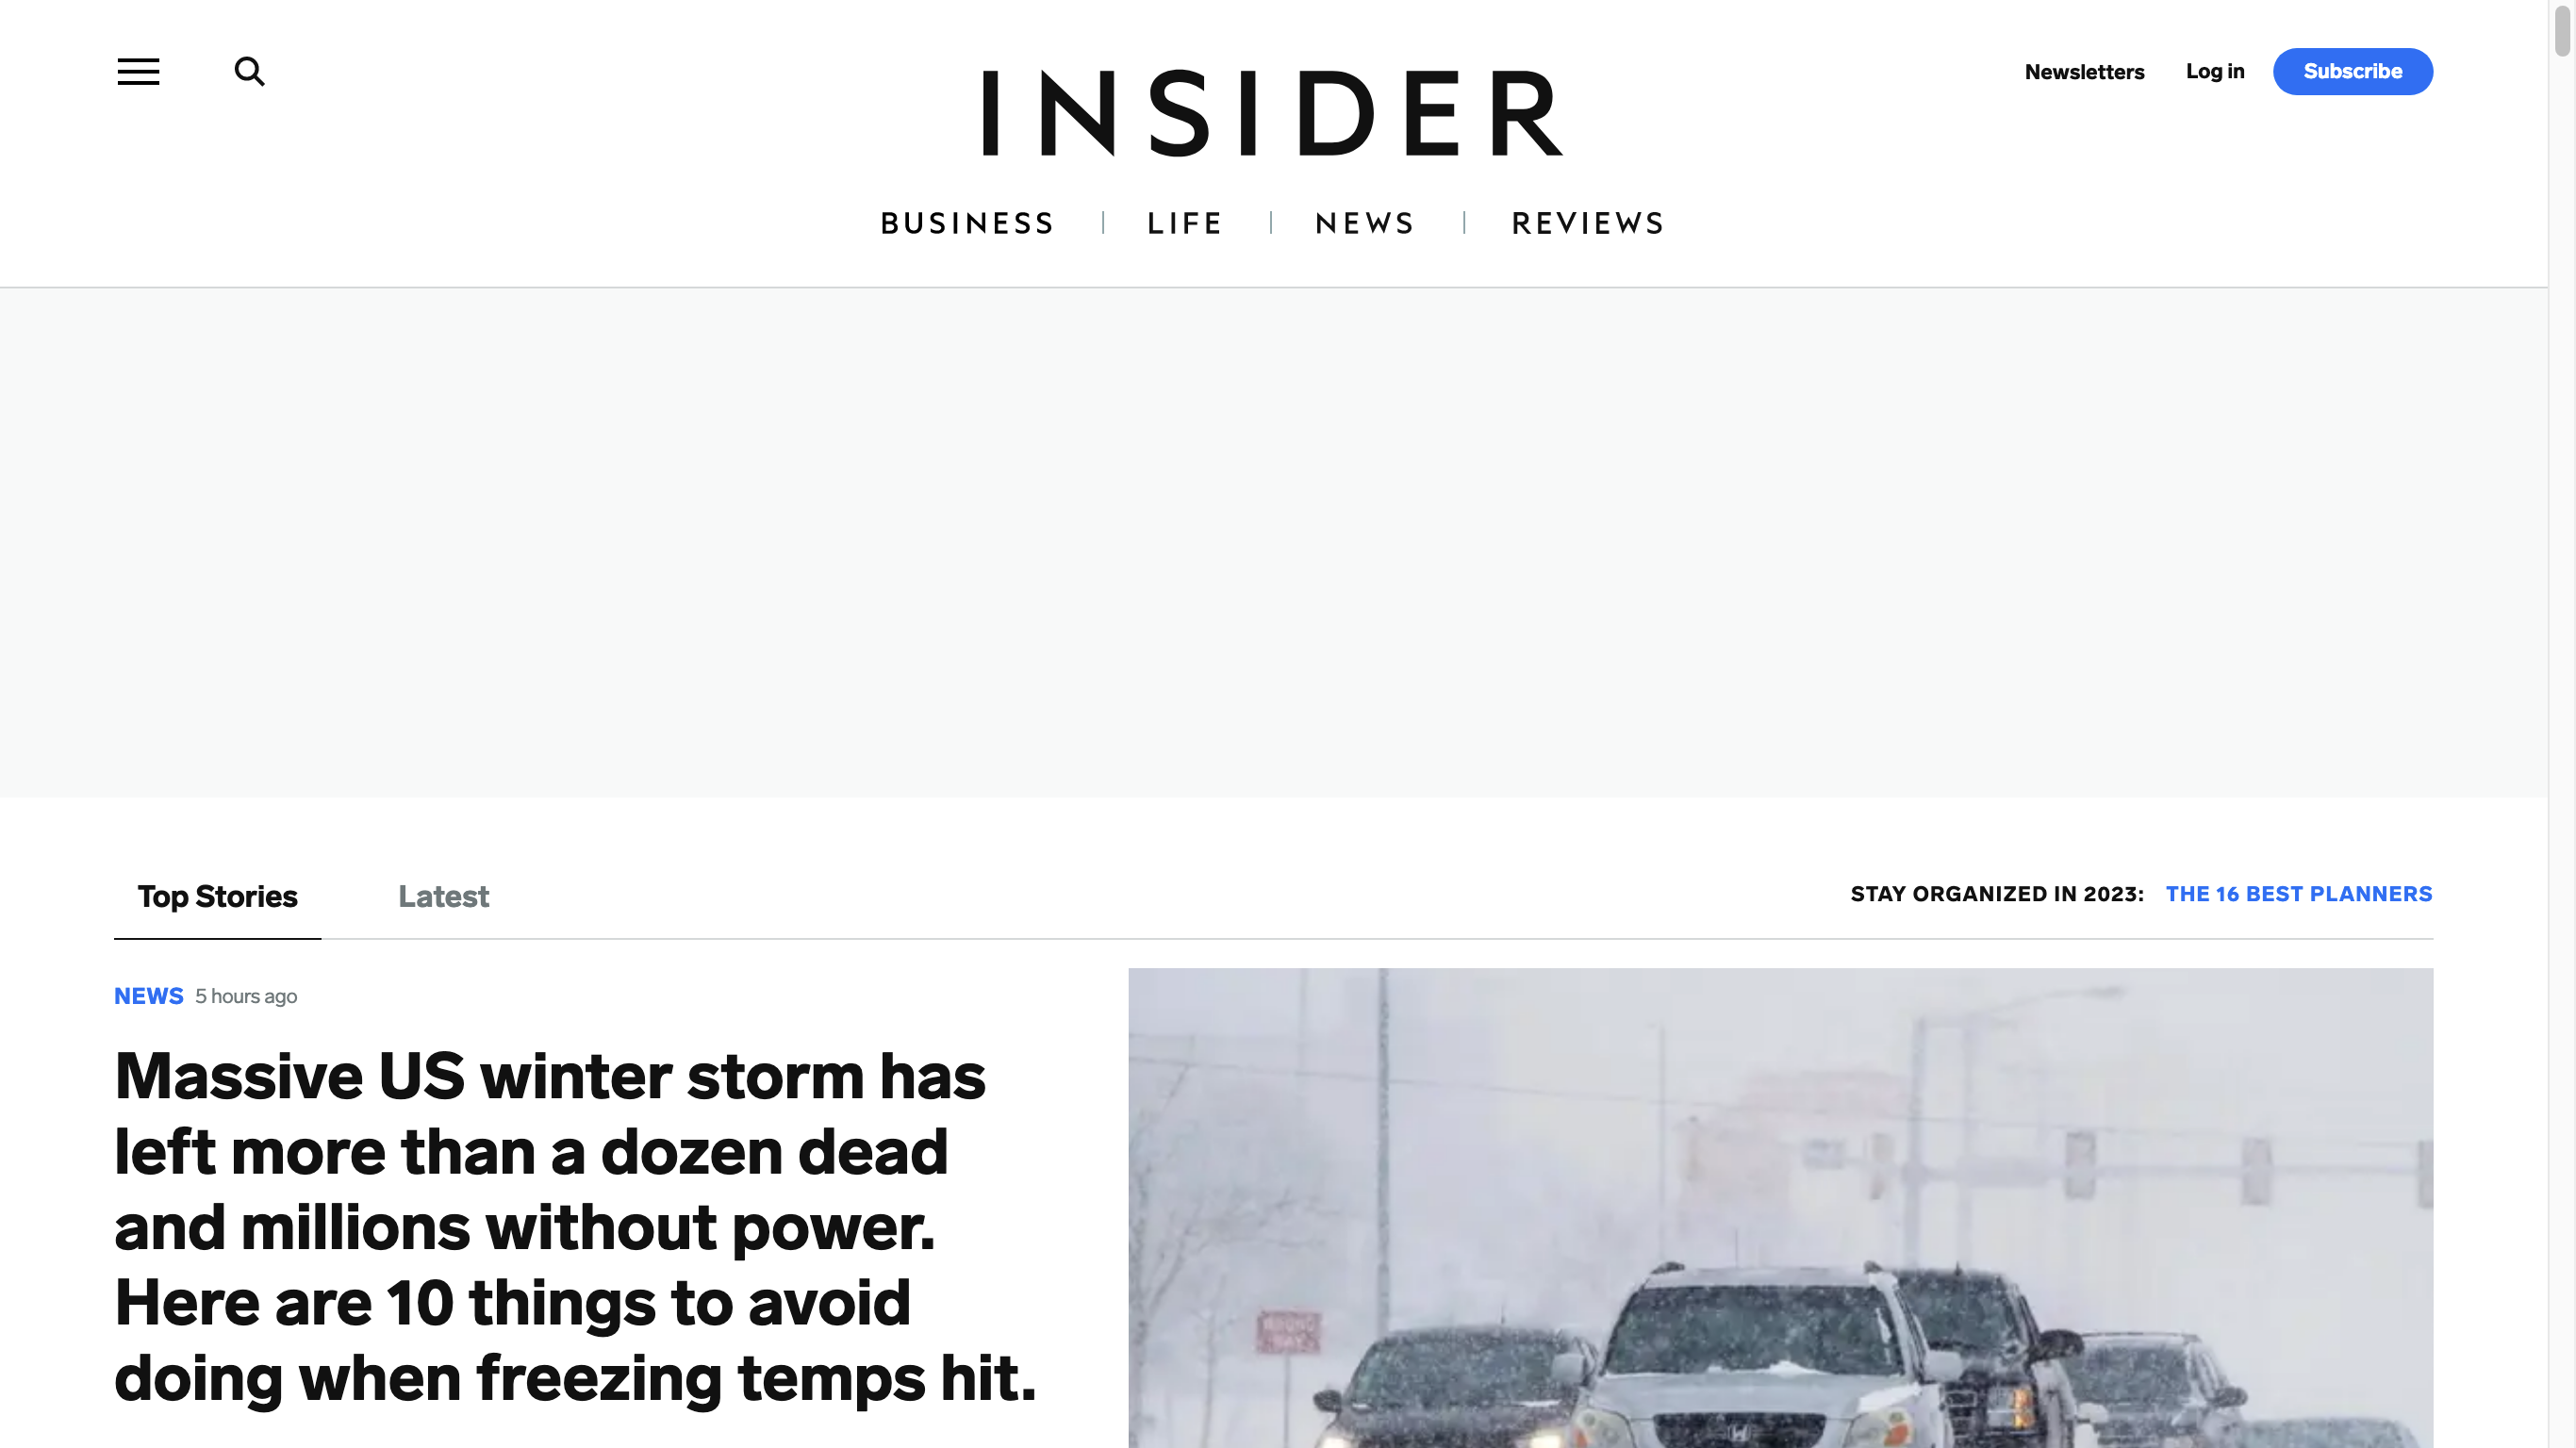 INSIDER
Newsletters
Log in
Subscribe
BUSINESS | LIFE | NEWS | REVIEWS
Top Stories
Latest
STAY ORGANIZED IN 2023: THE 16 BEST PLANNERS
NEWS 5 hours ago
Massive US winter storm has
left more than a dozen dead
and millions without power.
Here are 10 things to avoid
doing when freezing temps hit.
WRONG
WAY